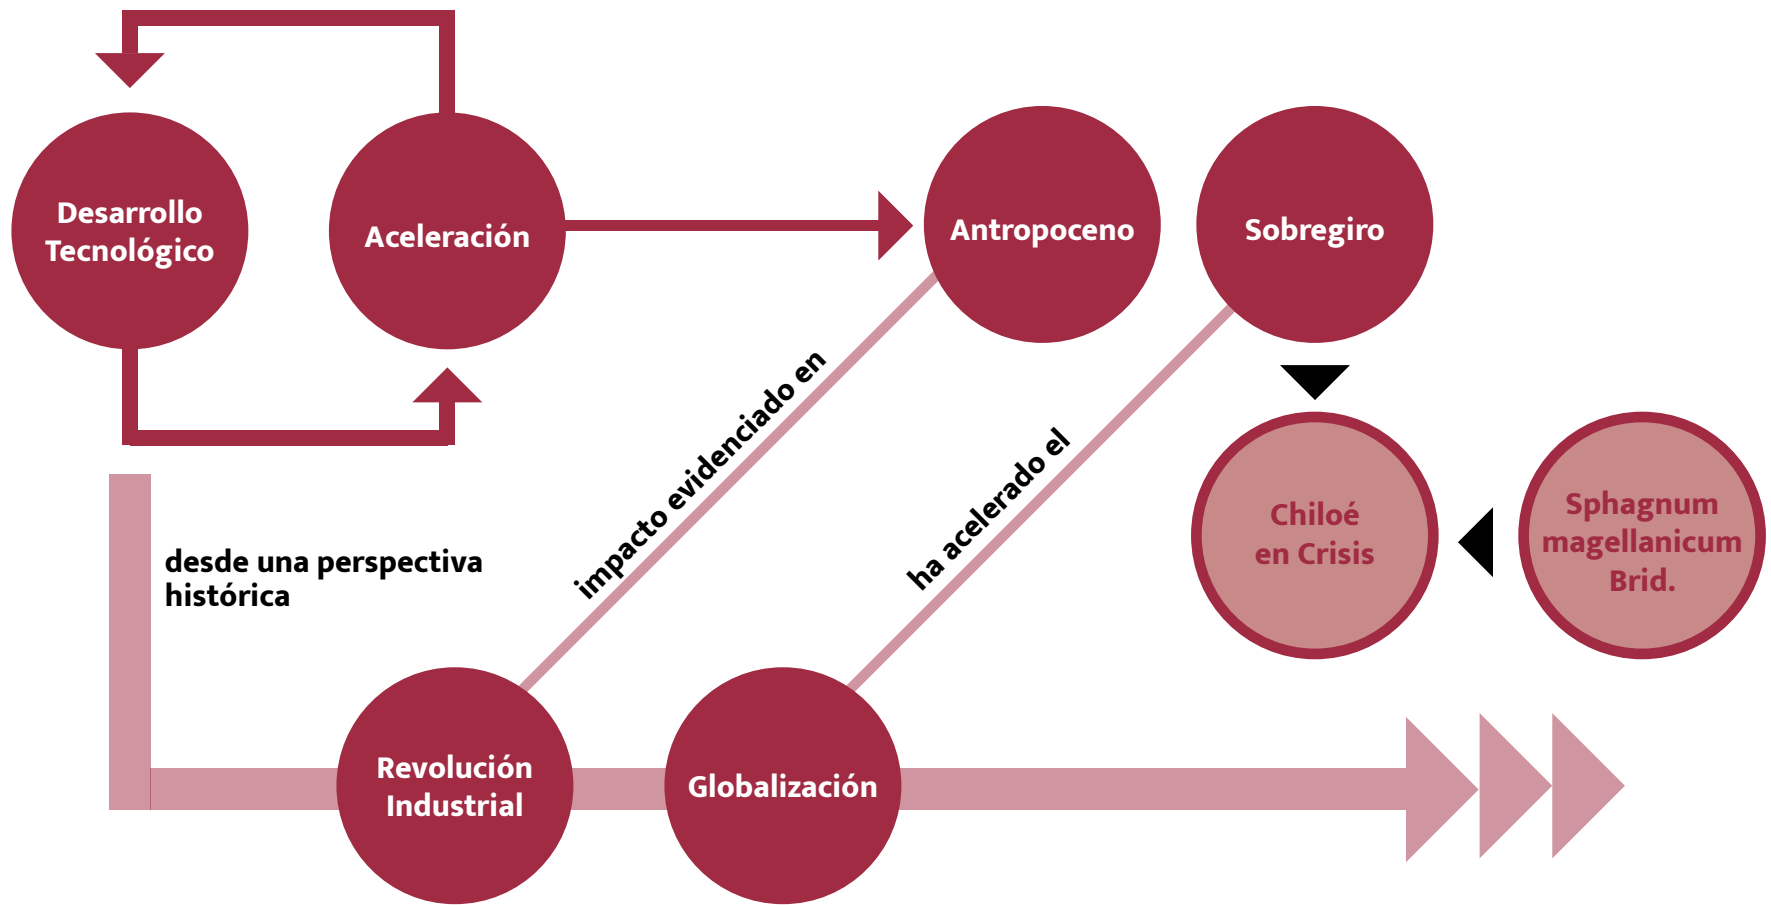 Desarrollo
Tecnológico
Aceleración
Antropoceno
Sobregiro
impacto evidenciado en
ha acelerado el
Chiloé
en Crisis
Sphagnum
magellanicum
Brid.
desde una perspectiva
histórica
Revolución
Industrial
Globalización